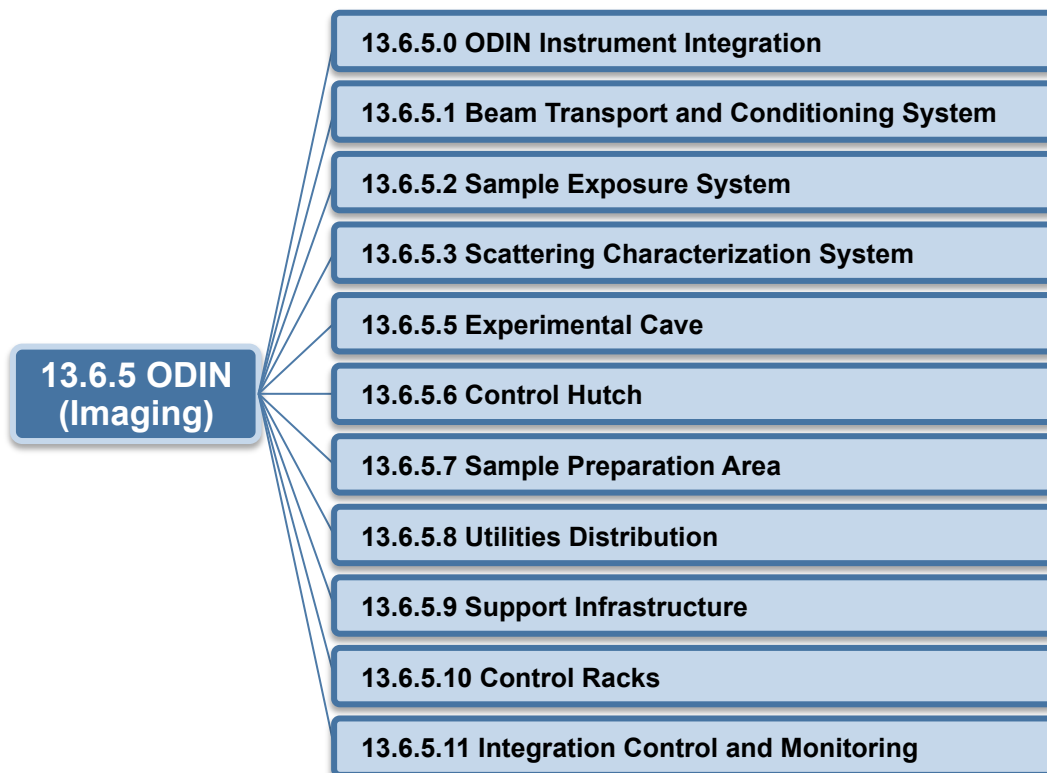 13.6.5.0 ODIN Instrument Integration
13.6.5.1 Beam Transport and Conditioning System
13.6.5.2 Sample Exposure System
13.6.5.3 Scattering Characterization System
13.6.5.5 Experimental Cave
13.6.5 ODIN
(Imaging)
13.6.5.6 Control Hutch
13.6.5.7 Sample Preparation Area
13.6.5.8 Utilities Distribution
13.6.5.9 Support Infrastructure
13.6.5.10 Control Racks
13.6.5.11 Integration Control and Monitoring